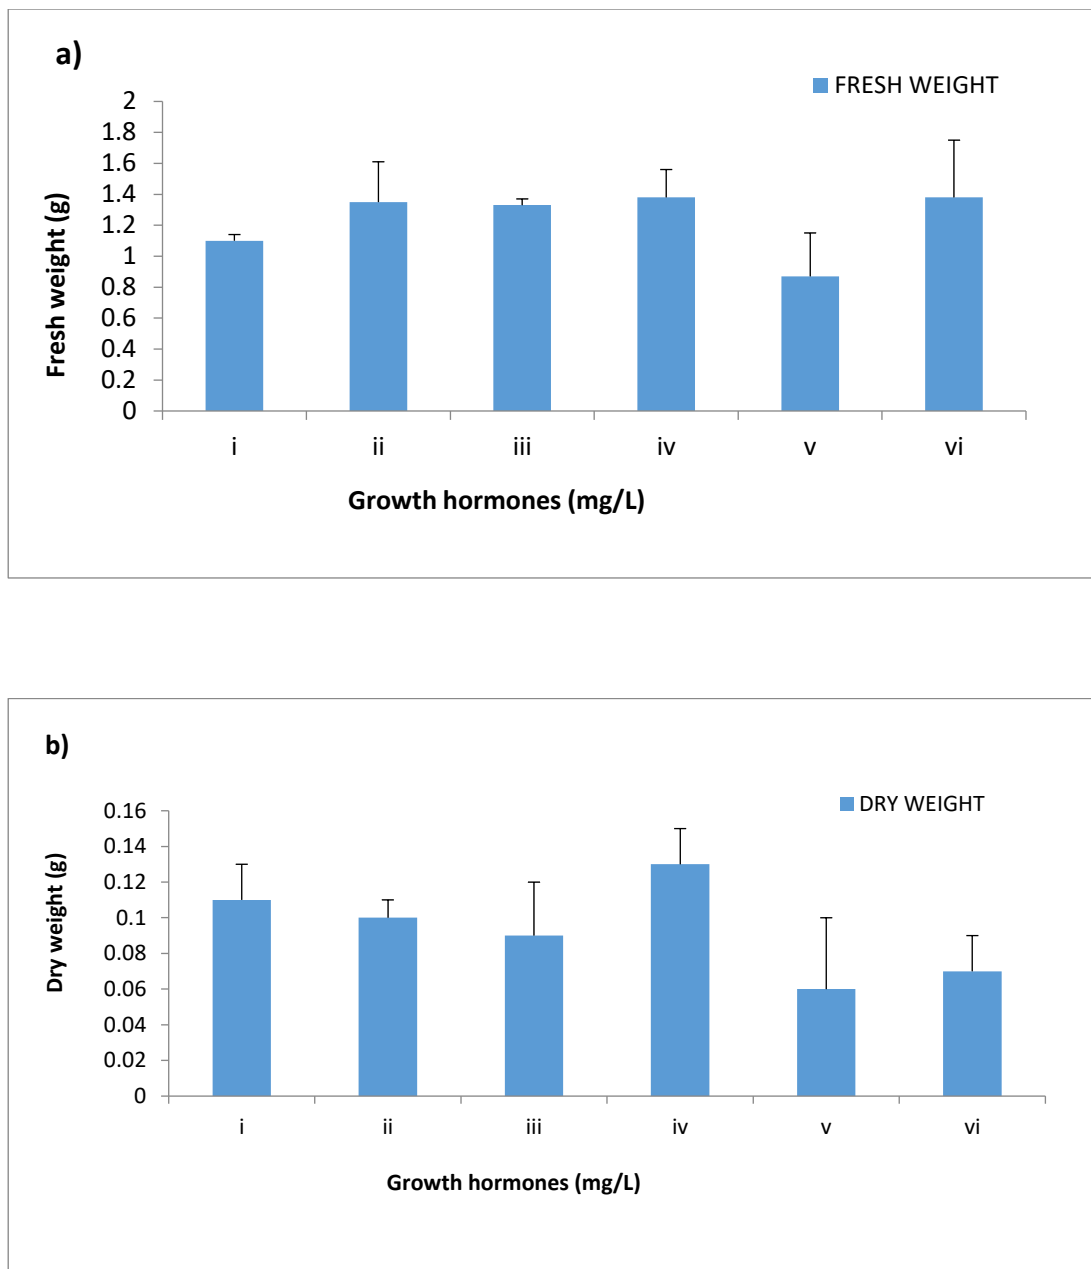 a)
FRESH WEIGHT
2
1.8
1.6
1.4
1.2
1
0.8
0.6
0.4
0.2
0
Fresh weight (g)
i ii iii iv v vi
Growth hormones (mg/L)
b)
DRY WEIGHT
0.16
0.14
0.12
0.1
0.08
0.06
0.04
0.02
0
Dry weight (g)
i ii iii iv v vi
Growth hormones (mg/L)